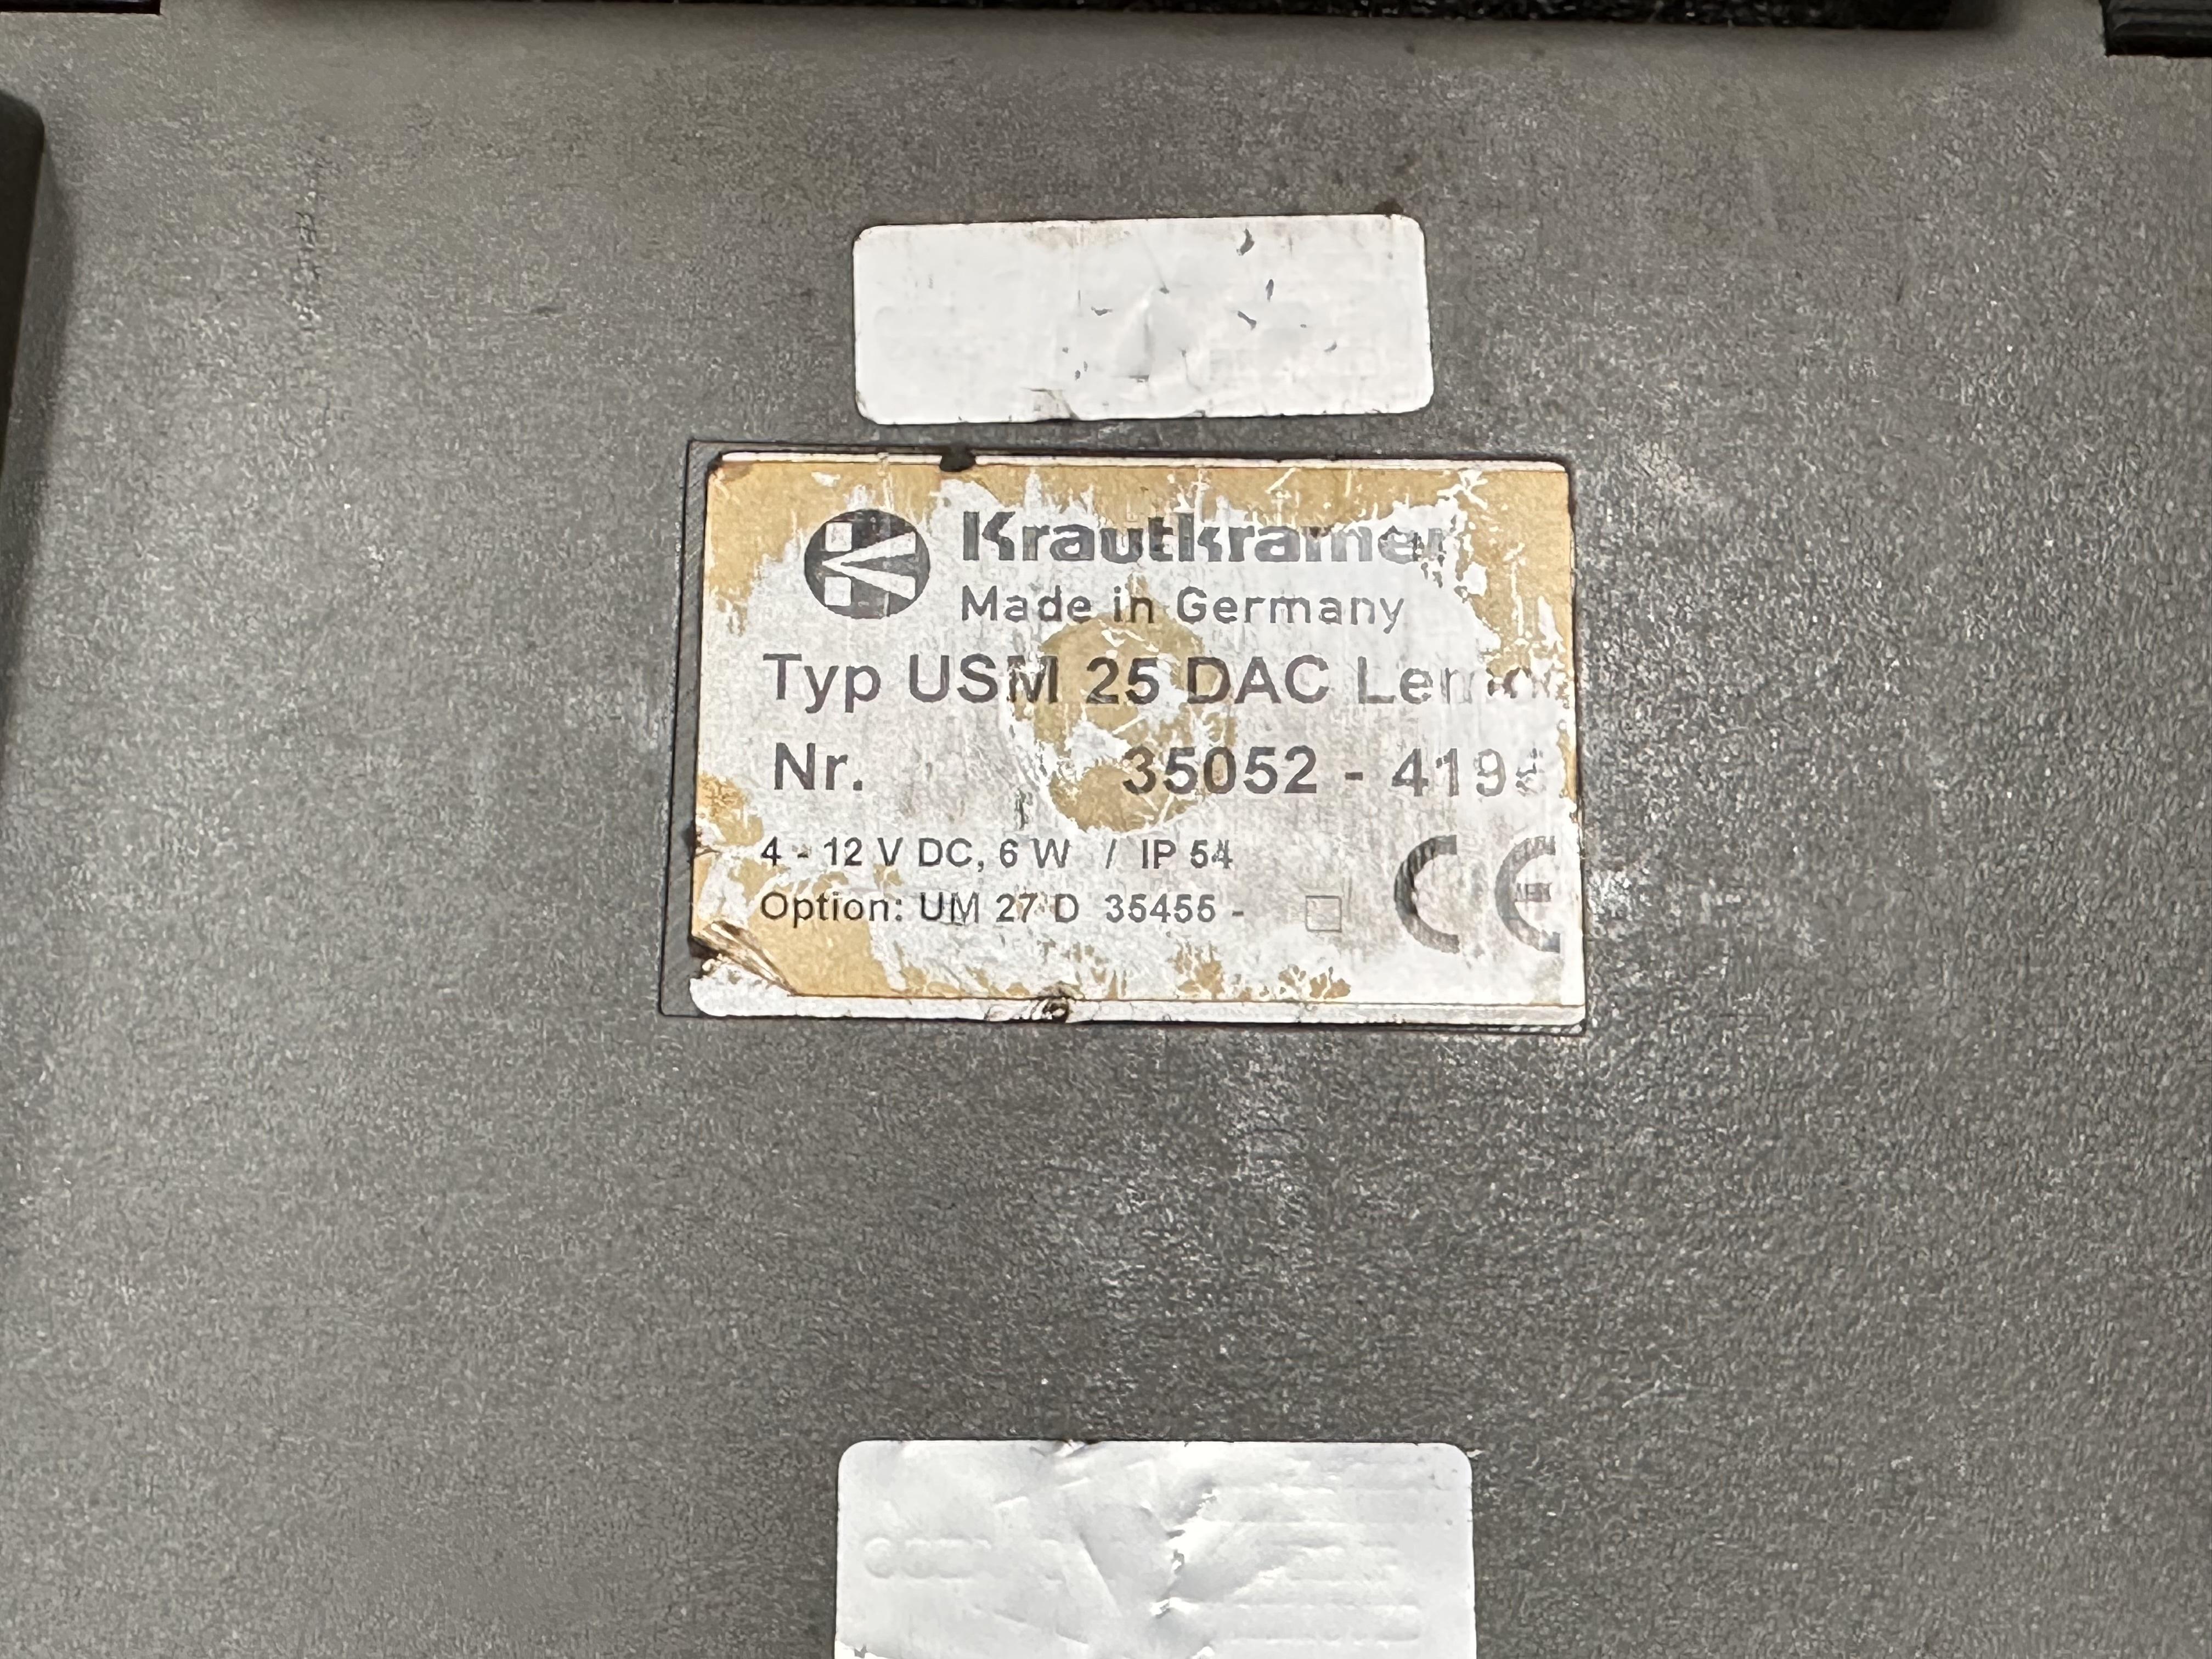 Krautkramer
Made in Germany
Typ USM 25 DAC
Nr. 35052 -
4 - 12 V DC, 6 W / IP 54
Option: UM 27 D 35455 - □
CE